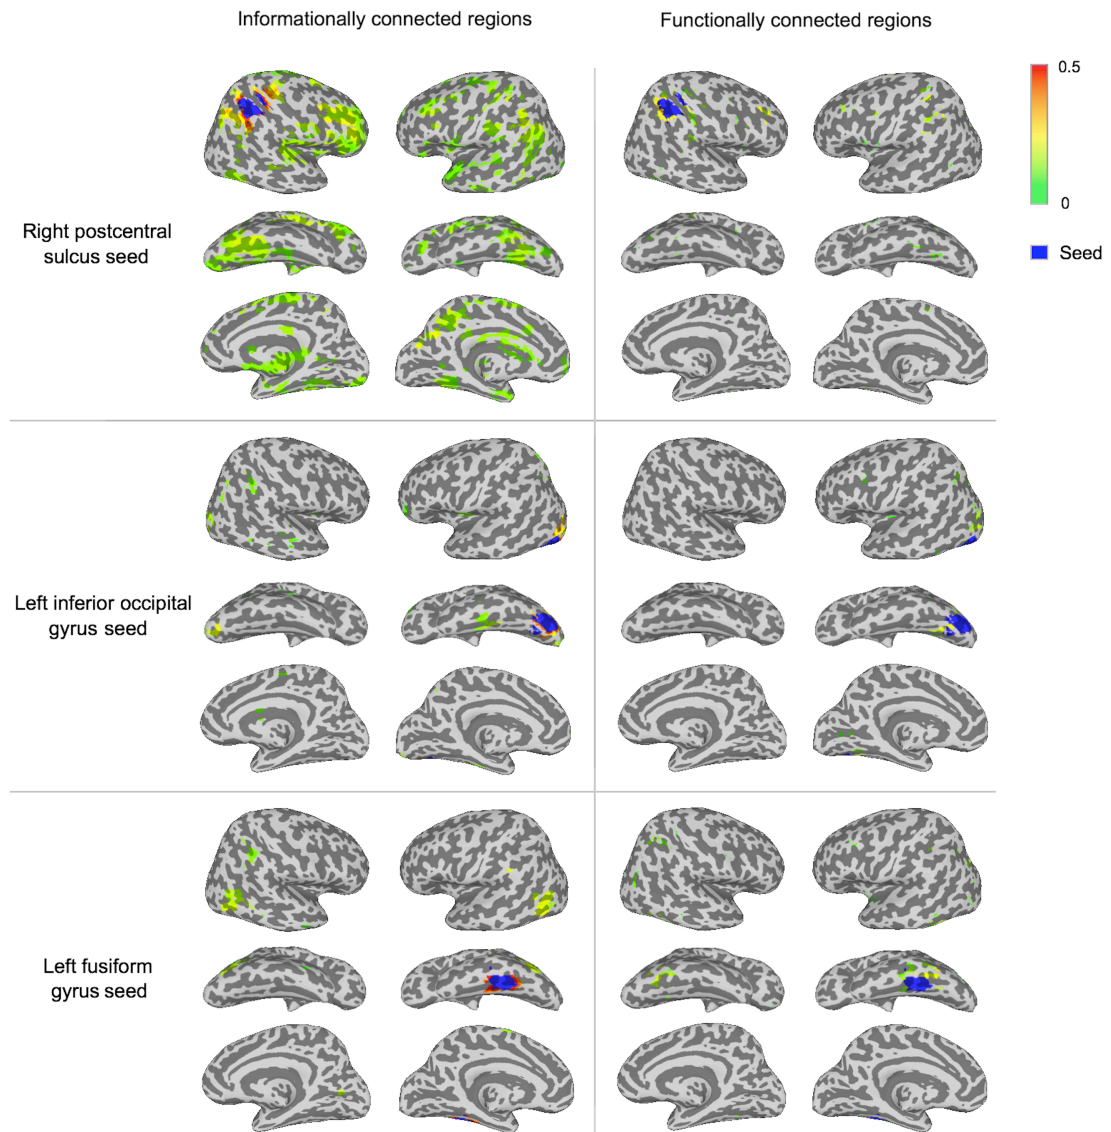 Informationally connected regions
Functionally connected regions
0.5
0
Seed
Right postcentral
sulcus seed
Left inferior occipital
gyrus seed
Left fusiform
gyrus seed